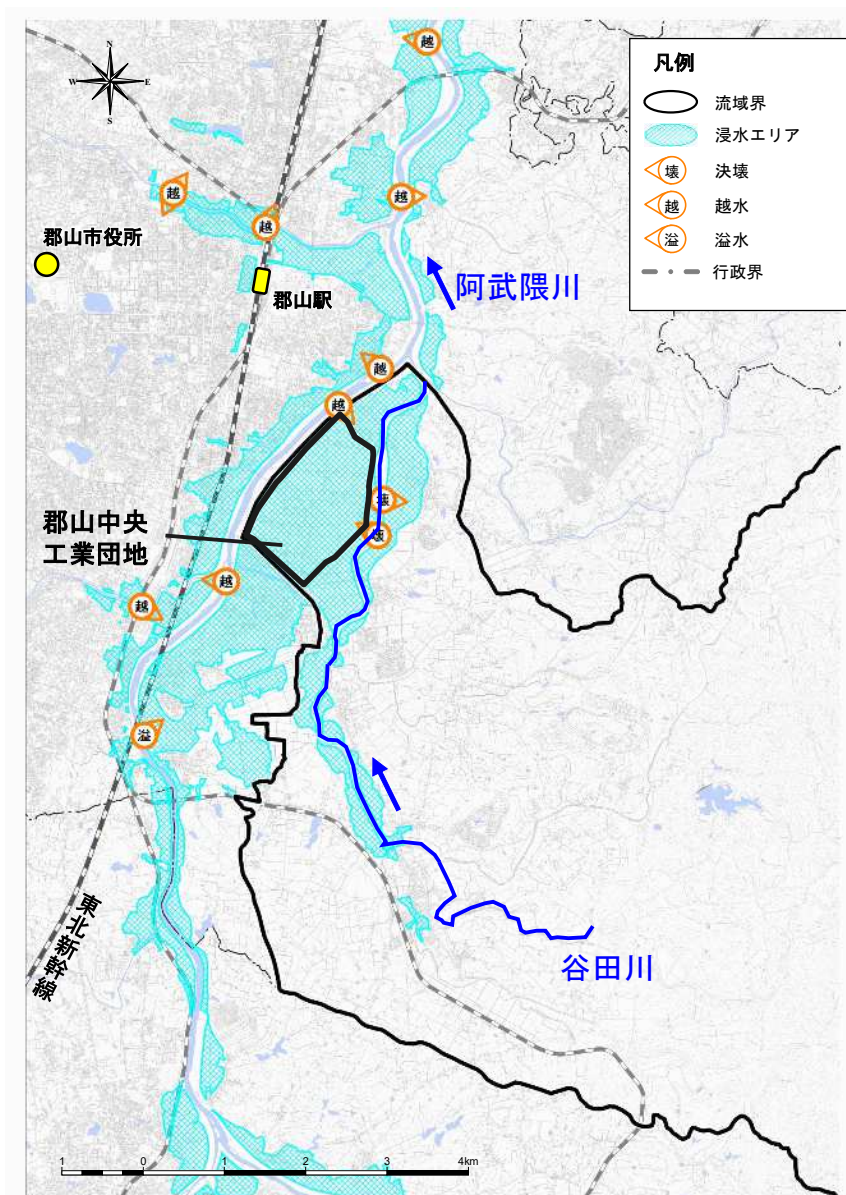 N
W
E
S
凡例
流域界
浸水エリア
壊 決壊
越 越水
溢 溢水
行政界
越
越
越
越
郡山市役所
郡山駅
阿武隈川
越
越
壊
壊
郡山中央
工業団地
越
越
溢
東北新幹線
谷田川
1 0 1 2 3 4km